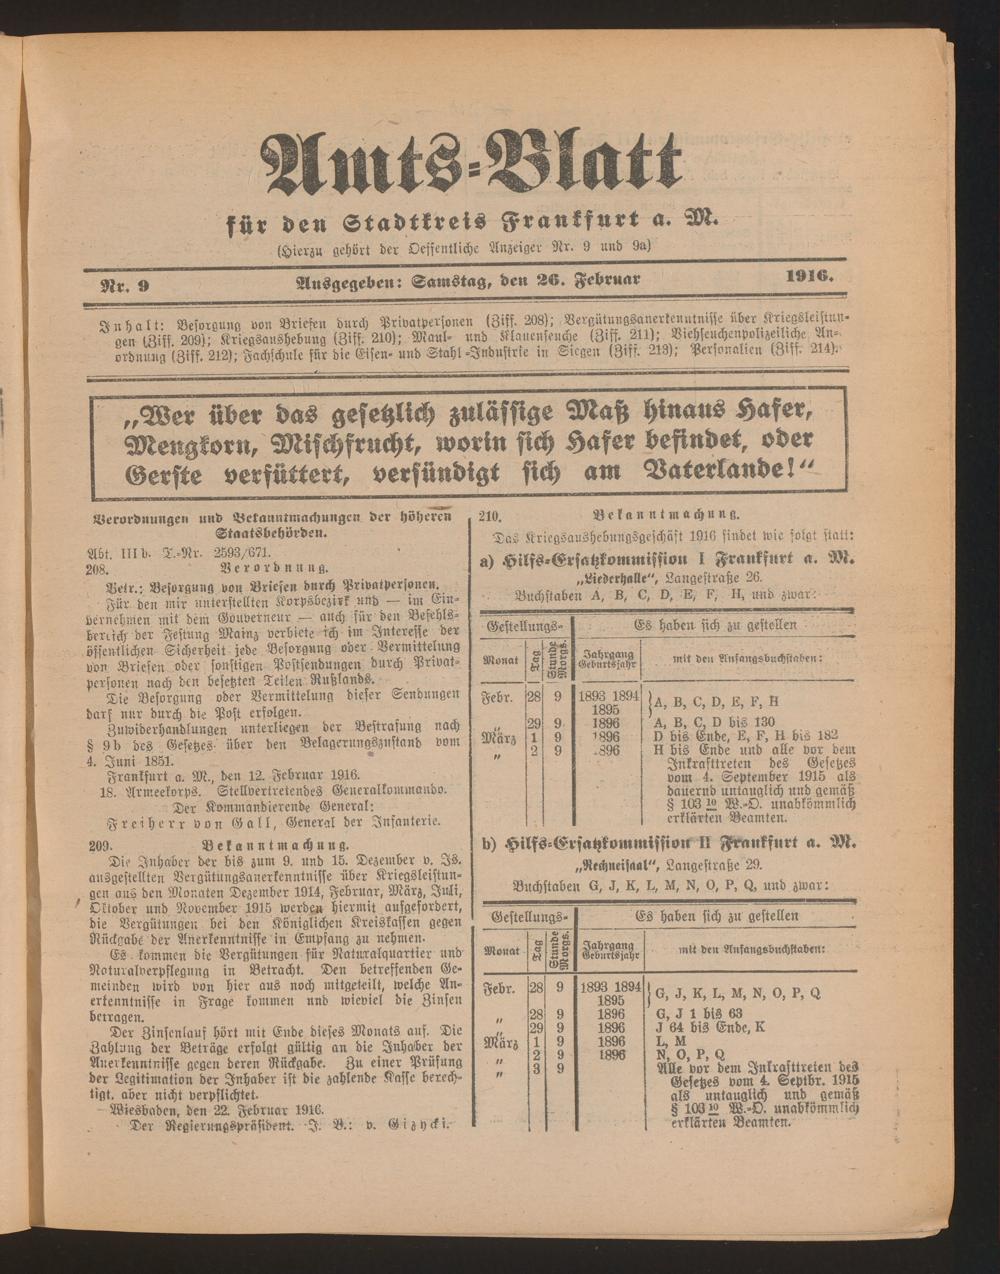 Amts-Blatt
für den Stadtkreis Frankfurt a. M.
(Hierzu gehört der Oeffentliche Anzeiger Nr. 9 und 9a)
Nr. 9 Ausgegeben: Samstag, den 26. Februar 1916.
Inhalt: Besorgung von Briefen durch Privatpersonen (Ziff. 208); Vergütungsanerkenntnisse über Kriegsleistun-
gen (Ziff. 209); Kriegsaushebung (Ziff. 210); Maul- und Klauenseuche (Ziff. 211); Viehseuchenpolizeiliche An-
ordnung (Ziff. 212); Fachschule für die Eisen- und Stahl-Industrie in Siegen (Ziff. 213); Personalien (Ziff. 214).
„Wer über das gesetzlich zulässige Maß hinaus Hafer,
Mengkorn, Mischfrucht, worin sich Hafer befindet, oder
Gerste verfüttert, versündigt sich am Vaterlande!“
Verordnungen und Bekanntmachungen der höheren
Staatsbehörden.
Abt. III b. T.-Nr. 2593/671.
208. Verordnung.
Betr.: Besorgung von Briefen durch Privatpersonen.
Für den mir unterstellten Korpsbezirk und — im Ein-
vernehmen mit dem Gouverneur — auch für den Befehls-
bereich der Festung Mainz verbiete ich im Interesse der
öffentlichen Sicherheit jede Besorgung oder Vermittelung
von Briefen oder sonstigen Postsendungen durch Privat-
personen nach den besetzten Teilen Rußlands.
Die Besorgung oder Vermittelung dieser Sendungen
darf nur durch die Post erfolgen.
Zuwiderhandlungen unterliegen der Bestrafung nach
§ 9b des Gesetzes über den Belagerungszustand vom
4. Juni 1851.
Frankfurt a. M., den 12. Februar 1916.
18. Armeekorps. Stellvertretendes Generalkommando.
Der Kommandierende General:
Freiherr von Gall, General der Infanterie.
209. Bekanntmachung.
Die Inhaber der bis zum 9. und 15. Dezember v. Js.
ausgestellten Vergütungsanerkenntnisse über Kriegsleistun-
gen aus den Monaten Dezember 1914, Februar, März, Juli,
Oktober und November 1915 werden hiermit aufgefordert,
die Vergütungen bei den Königlichen Kreiskassen gegen
Rückgabe der Anerkenntnisse in Empfang zu nehmen.
Es kommen die Vergütungen für Naturalquartier und
Naturalverpflegung in Betracht. Den betreffenden Ge-
meinden wird von hier aus noch mitgeteilt, welche An-
erkenntnisse in Frage kommen und wieviel die Zinsen
betragen.
Der Zinsenlauf hört mit Ende dieses Monats auf. Die
Zahlung der Beträge erfolgt gültig an die Inhaber der
Anerkenntnisse gegen deren Rückgabe. Zu einer Prüfung
der Legitimation der Inhaber ist die zahlende Kasse berech-
tigt, aber nicht verpflichtet.
Wiesbaden, den 22. Februar 1916.
Der Regierungspräsident. J. V.: v. Gizycki.
210. Bekanntmachung.
Das Kriegsaushebungsgeschäft 1916 findet wie folgt statt:
a) Hilfs-Ersatzkommission I Frankfurt a. M.
„Liederhalle“, Langestraße 26.
Buchstaben A, B, C, D, E, F, H, und zwar:
Gestellungs- Es haben sich zu gestellen
Monat Tag Stunde Morgs. Jahrgang Geburtsjahr mit den Anfangsbuchstaben:
Febr. 28 9 1893 1894
1895 } A, B, C, D, E, F, H
„ 29 9 1896 A, B, C, D bis 130
März 1 9 1896 D bis Ende, E, F, H bis 182
„ 2 9 1896 H bis Ende und alle vor dem
Inkrafttreten des Gesetzes
vom 4. September 1915 als
dauernd untauglich und gemäß
§ 103 10 W.-O. unabkömmlich
erklärten Beamten.
b) Hilfs-Ersatzkommission II Frankfurt a. M.
„Rechneisaal“, Langestraße 29.
Buchstaben G, J, K, L, M, N, O, P, Q, und zwar:
Gestellungs- Es haben sich zu gestellen
Monat Tag Stunde Morgs. Jahrgang Geburtsjahr mit den Anfangsbuchstaben:
Febr. 28 9 1893 1894
1895 } G, J, K, L, M, N, O, P, Q
„ 28 9 1896 G, J 1 bis 63
„ 29 9 1896 J 64 bis Ende, K
März 1 9 1896 L, M
„ 2 9 1896 N, O, P, Q
„ 3 9 Alle vor dem Inkrafttreten des
Gesetzes vom 4. Septbr. 1915
als untauglich und gemäß
§ 103 10 W.-O. unabkömmlich
erklärten Beamten.